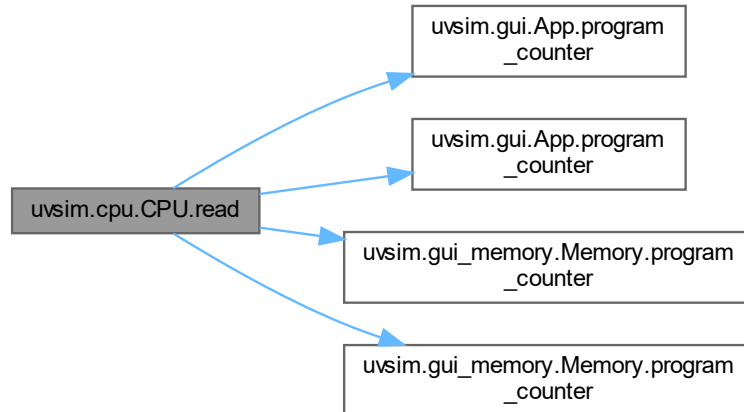 uvsim.gui.App.program
_counter
uvsim.gui.App.program
_counter
uvsim.cpu.CPU.read
uvsim.gui_memory.Memory.program
_counter
uvsim.gui_memory.Memory.program
_counter